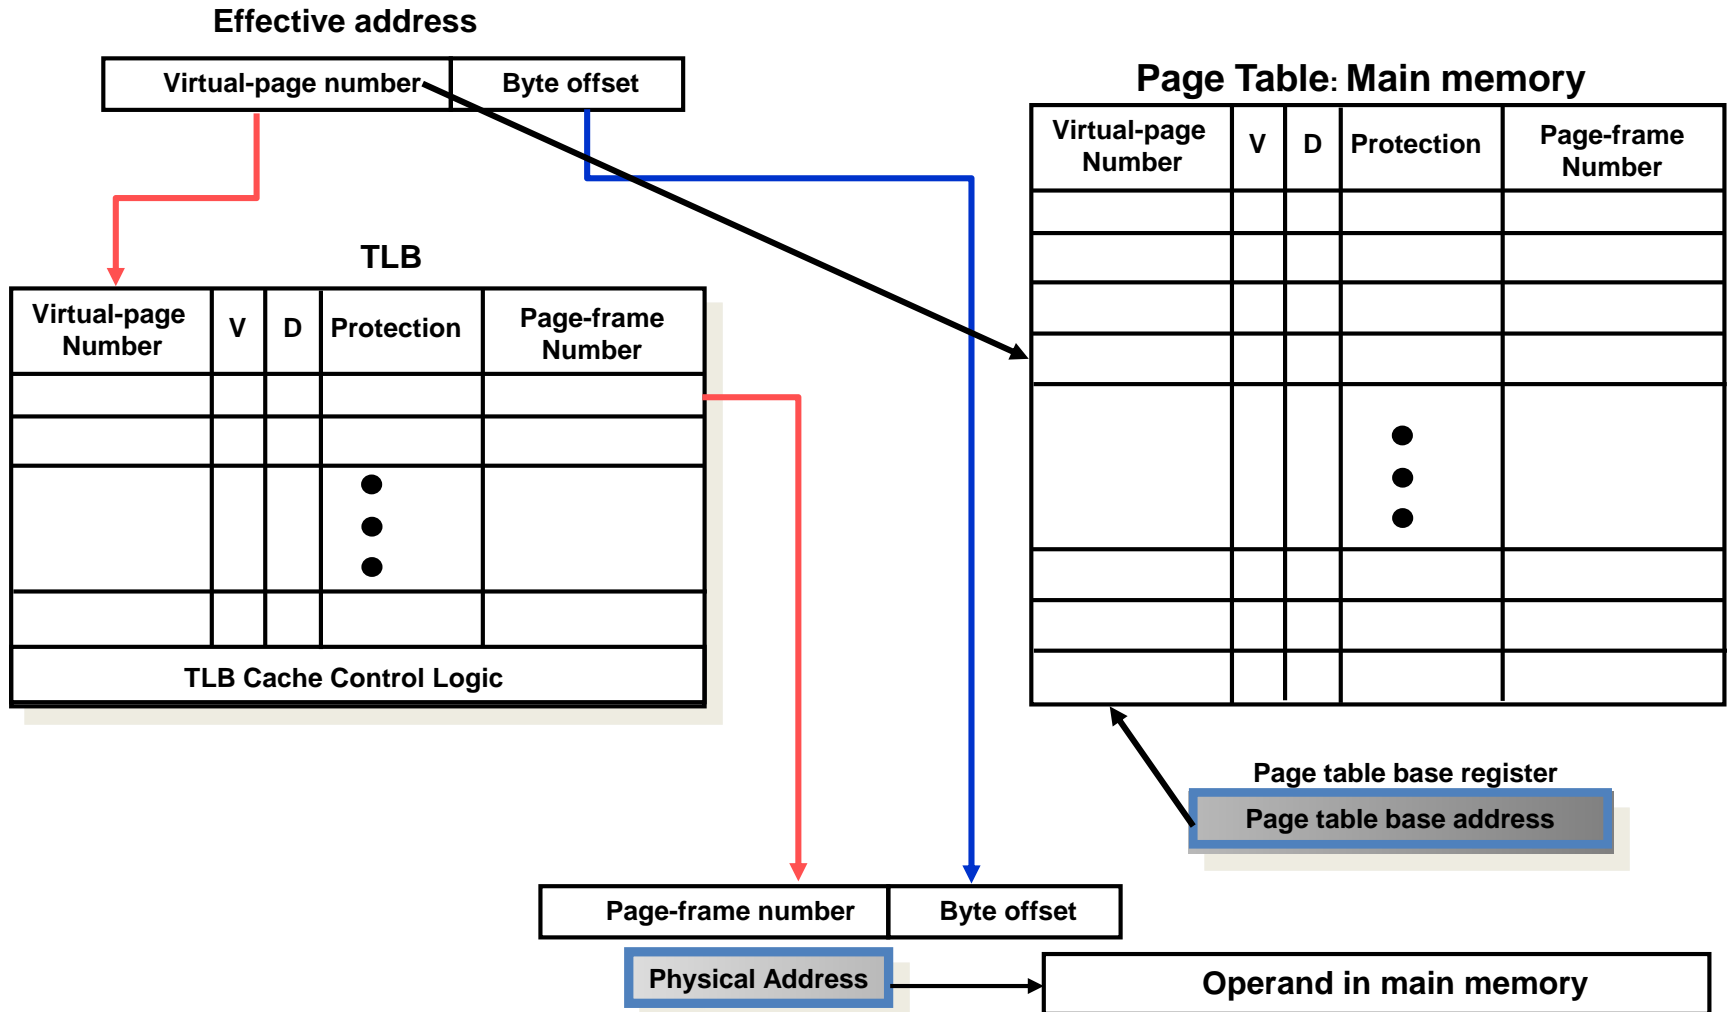 Effective address
Virtual-page number
Byte offset
Page Table: Main memory
Virtual-page
Number
V
D
Protection
Page-frame
Number
TLB
Virtual-page
Number
V
D
Protection
Page-frame
Number
TLB Cache Control Logic
Page table base register
Page table base address
Page-frame number
Byte offset
Physical Address
Operand in main memory